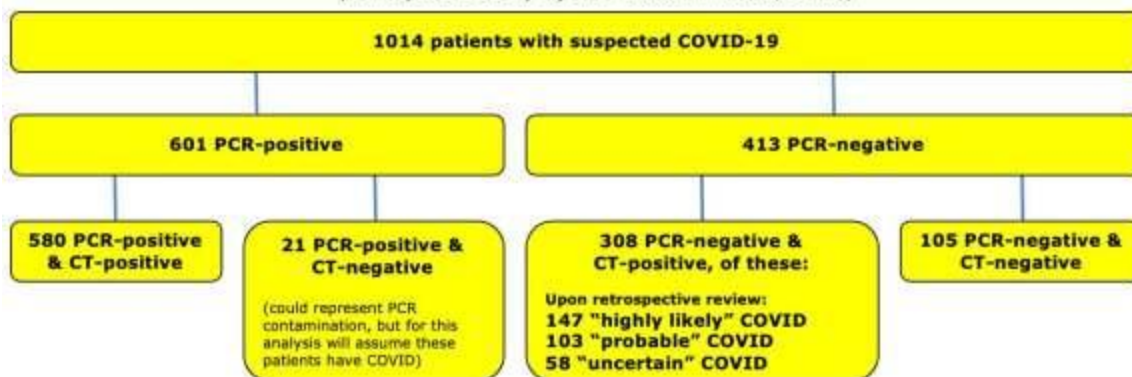 1014 patients with suspected COVID-19
601 PCR-positive
413 PCR-negative
580 PCR-positive
& CT-positive
21 PCR-positive &
CT-negative
(could represent PCR
contamination, but for this
analysis will assume these
patients have COVID)
308 PCR-negative &
CT-positive, of these:
Upon retrospective review:
147 “highly likely” COVID
103 “probable” COVID
58 “uncertain” COVID
105 PCR-negative &
CT-negative